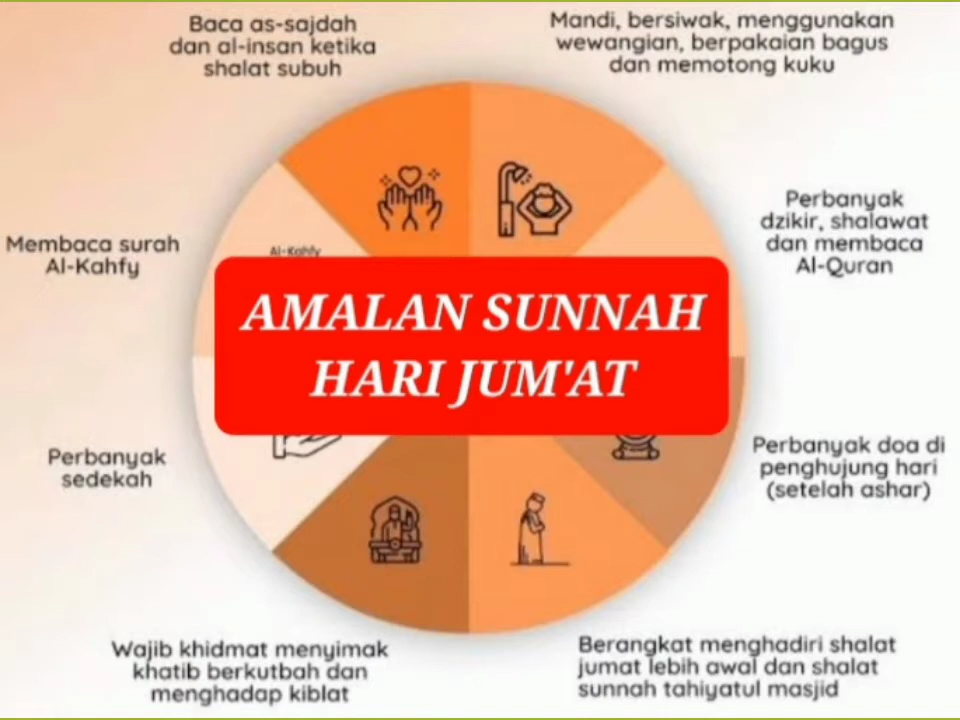 Baca as-sajdah
dan al-insan ketika
shalat subuh
Mandi, bersiwak, menggunakan
wewangian, berpakaian bagus
dan memotong kuku
Perbanyak
dzikir, shalawat
dan membaca
Al-Quran
Membaca surah
Al-Kahfy
Al-Kahfy
AMALAN SUNNAH
HARI JUM'AT
Perbanyak
sedekah
Perbanyak doa di
penghujung hari
(setelah ashar)
Wajib khidmat menyimak
khatib berkutbah dan
menghadap kiblat
Berangkat menghadiri shalat
jumat lebih awal dan shalat
sunnah tahiyatul masjid